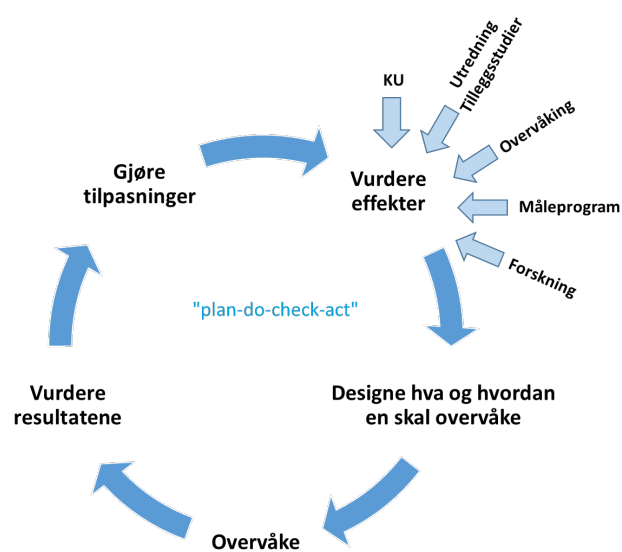 KU
Utredning
Tilleggsstudier
Overvåking
Måleprogram
Forskning
Vurdere
effekter
Gjøre
tilpasninger
"plan-do-check-act"
Designe hva og hvordan
en skal overvåke
Vurdere
resultatene
Overvåke